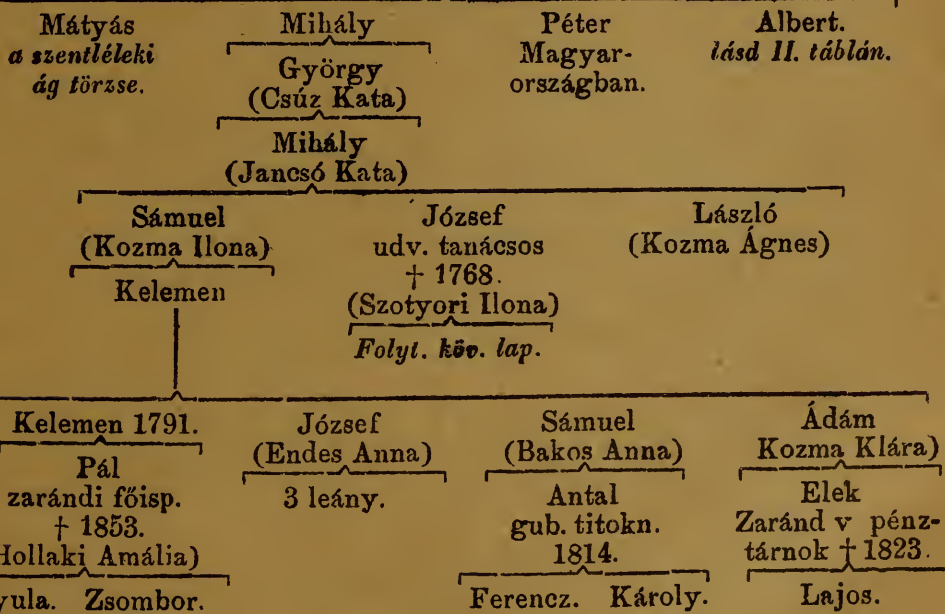 Mátyás Mihály Péter Albert.
a szentléleki György Magyar- lásd II. táblán.
ág törzse. (Csúz Kata) országban.
Mihály
(Jancsó Kata)
Sámuel József László
(Kozma Ilona) udv. tanácsos (Kozma Ágnes)
Kelemen † 1768.
(Szotyori Ilona)
Folyt. köv. lap.
Kelemen 1791. József Sámuel Ádám
Pál (Endes Anna) (Bakos Anna) Kozma Klára)
zarándi főisp. 3 leány. Antal Elek
† 1853. gub. titokn. Zaránd v pénz-
Hollaki Amália) 1814. tárnok † 1823.
yula. Zsombor. Ferencz. Károly. Lajos.